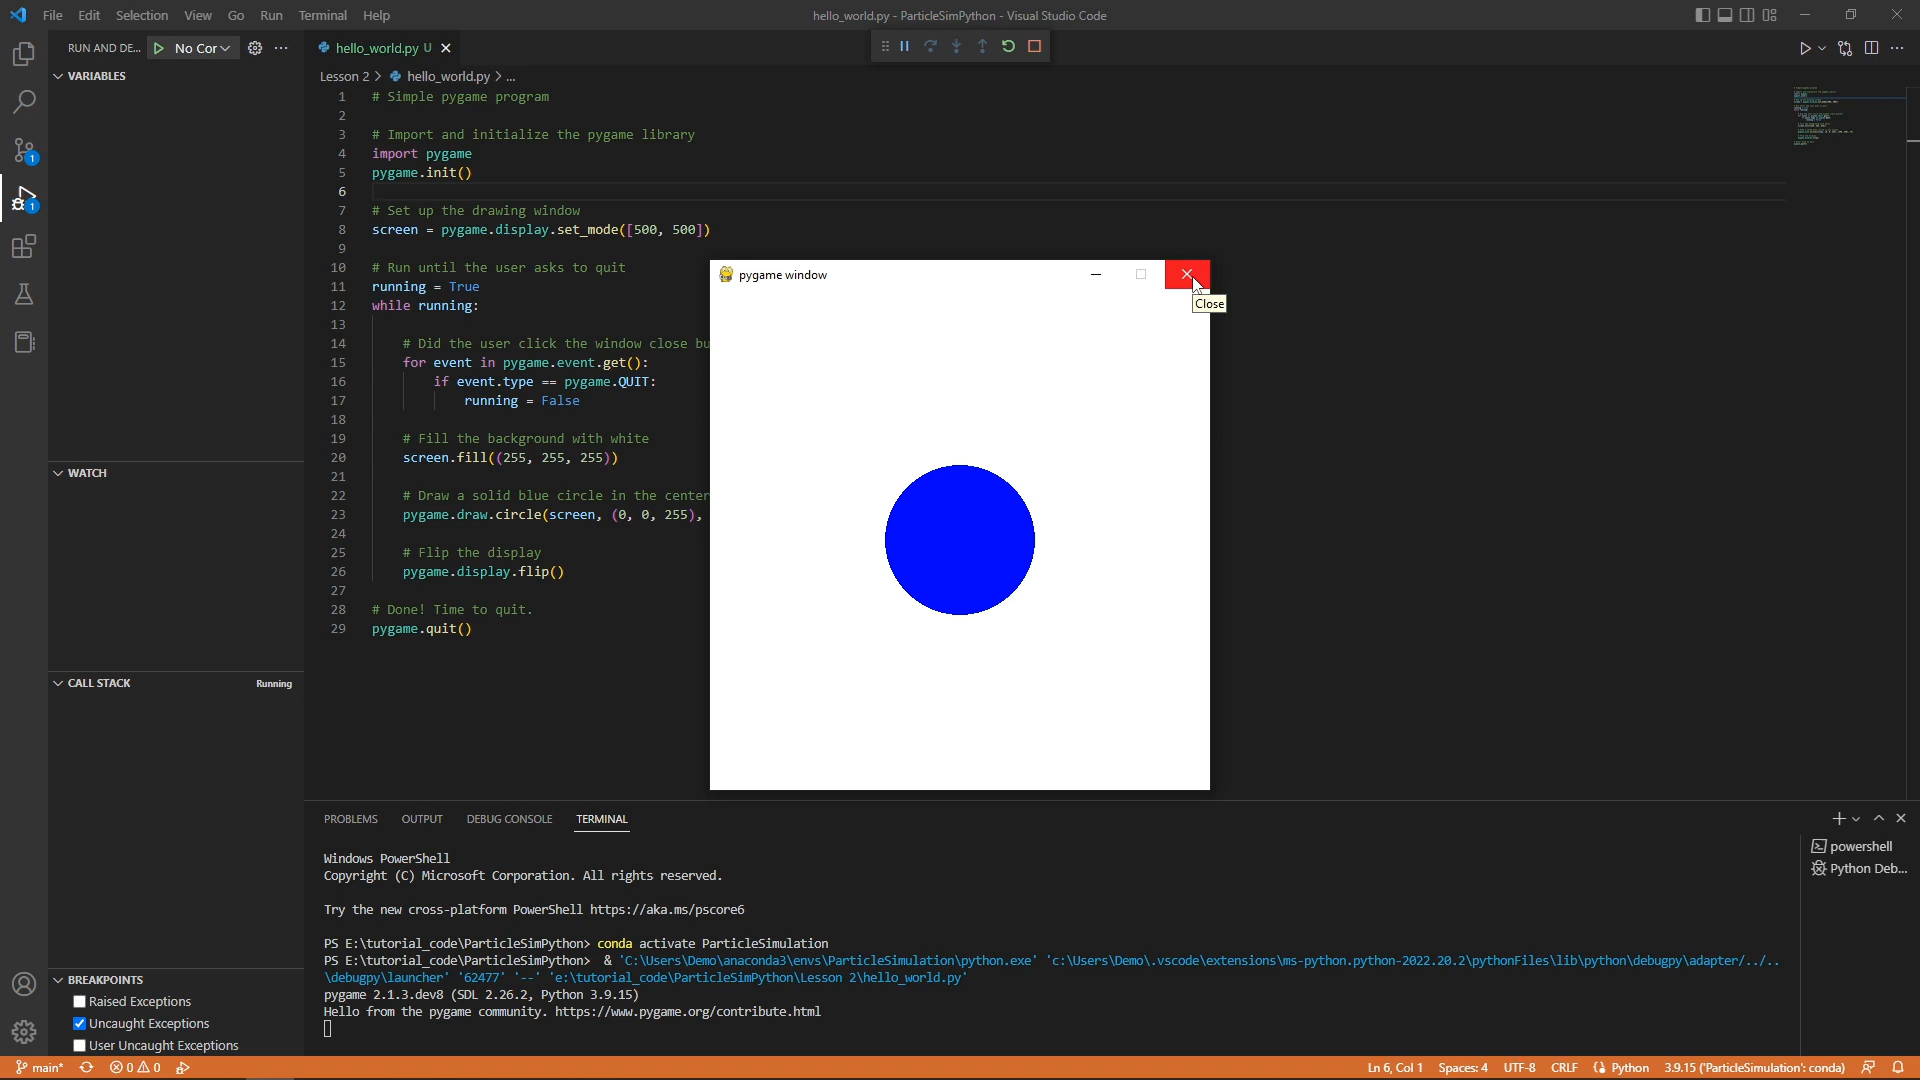 File Edit Selection View Go Run Terminal Help
hello_world.py - ParticleSimPython - Visual Studio Code
RUN AND DE... No Cor
hello_world.py U
VARIABLES
Lesson 2 > hello_world.py > ...
1 # Simple pygame program
2
3 # Import and initialize the pygame library
4 import pygame
5 pygame.init()
6
7 # Set up the drawing window
8 screen = pygame.display.set_mode([500, 500])
9
10 # Run until the user asks to quit
11 running = True
12 while running:
13
14 # Did the user click the window close bu
15 for event in pygame.event.get():
16 if event.type == pygame.QUIT:
17 running = False
18
19 # Fill the background with white
20 screen.fill((255, 255, 255))
21
22 # Draw a solid blue circle in the center
23 pygame.draw.circle(screen, (0, 0, 255),
24
25 # Flip the display
26 pygame.display.flip()
27
28 # Done! Time to quit.
29 pygame.quit()
pygame window
Close
WATCH
CALL STACK Running
BREAKPOINTS
Raised Exceptions
Uncaught Exceptions
User Uncaught Exceptions
1
1
PROBLEMS OUTPUT DEBUG CONSOLE TERMINAL
powershell
Python Deb...
Windows PowerShell
Copyright (C) Microsoft Corporation. All rights reserved.
Try the new cross-platform PowerShell https://aka.ms/pscore6
PS E:\tutorial_code\ParticleSimPython> conda activate ParticleSimulation
PS E:\tutorial_code\ParticleSimPython> & 'C:\Users\Demo\anaconda3\envs\ParticleSimulation\python.exe' 'c:\Users\Demo\.vscode\extensions\ms-python.python-2022.20.2\pythonFiles\lib\python\debugpy\adapter/../..
\debugpy\launcher' '62477' '--' 'e:\tutorial_code\ParticleSimPython\Lesson 2\hello_world.py'
pygame 2.1.3.dev8 (SDL 2.26.2, Python 3.9.15)
Hello from the pygame community. https://www.pygame.org/contribute.html
main* 0 0
Ln 6, Col 1 Spaces: 4 UTF-8 CRLF Python 3.9.15 ('ParticleSimulation': conda)